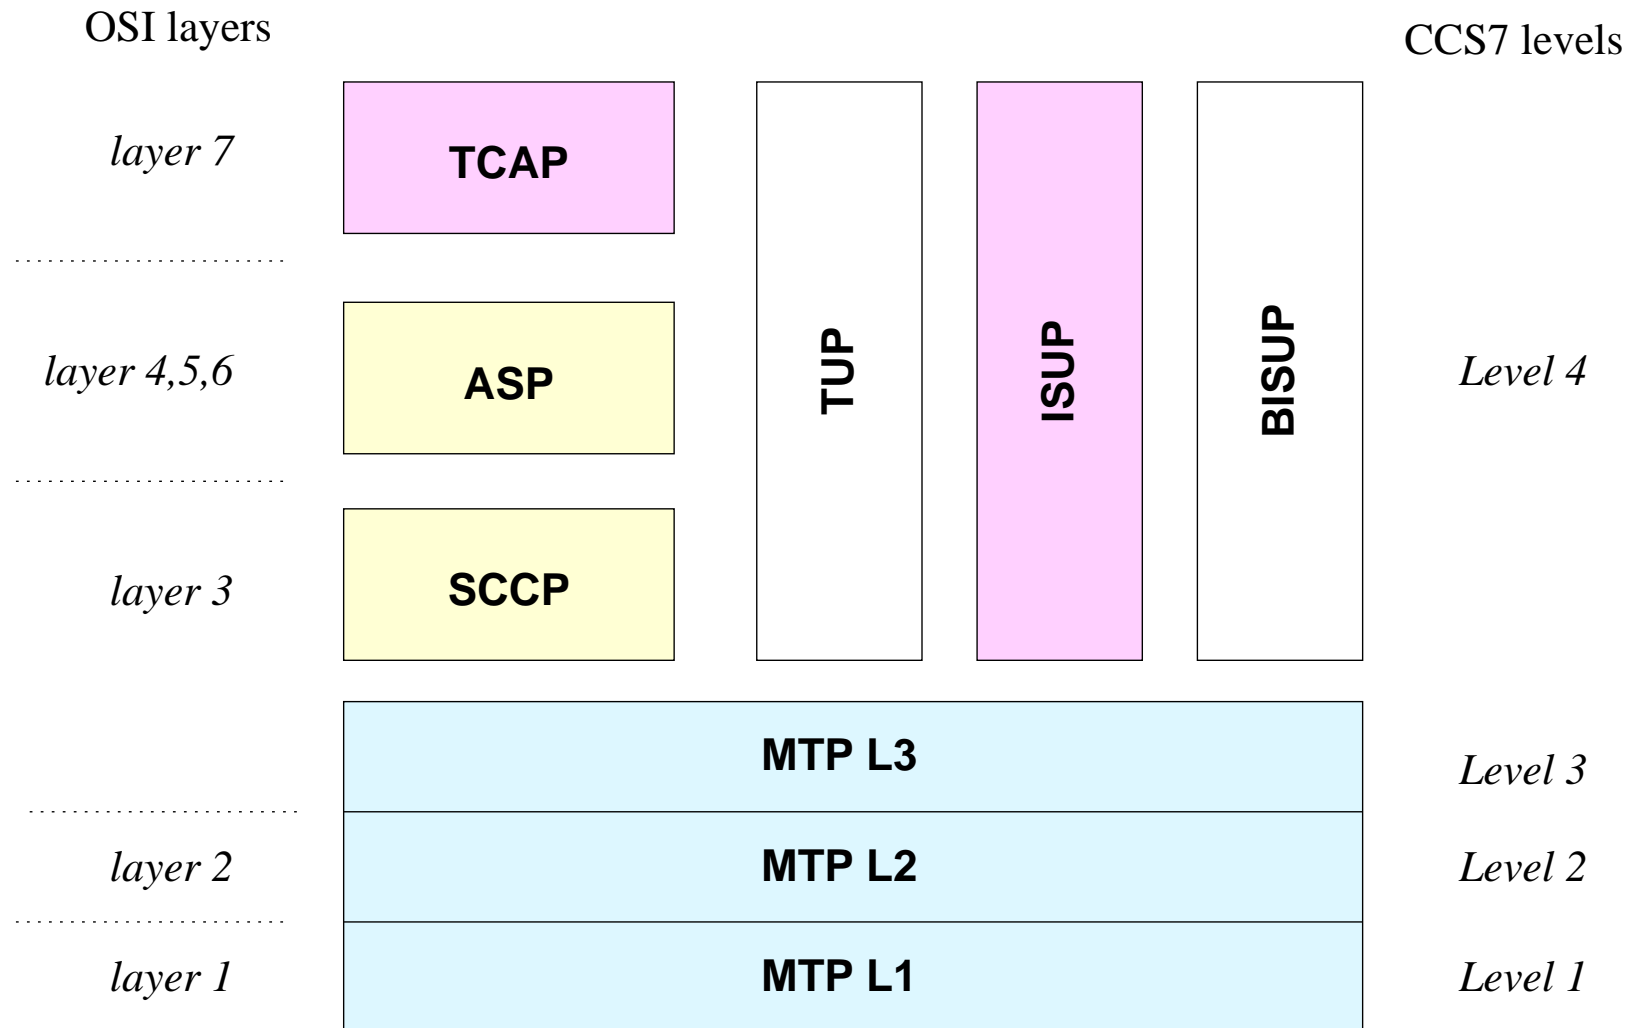 OSI layers
CCS7 levels
layer 7
TCAP
layer 4,5,6
ASP
TUP
ISUP
BISUP
Level 4
layer 3
SCCP
MTP L3
Level 3
layer 2
MTP L2
Level 2
layer 1
MTP L1
Level 1